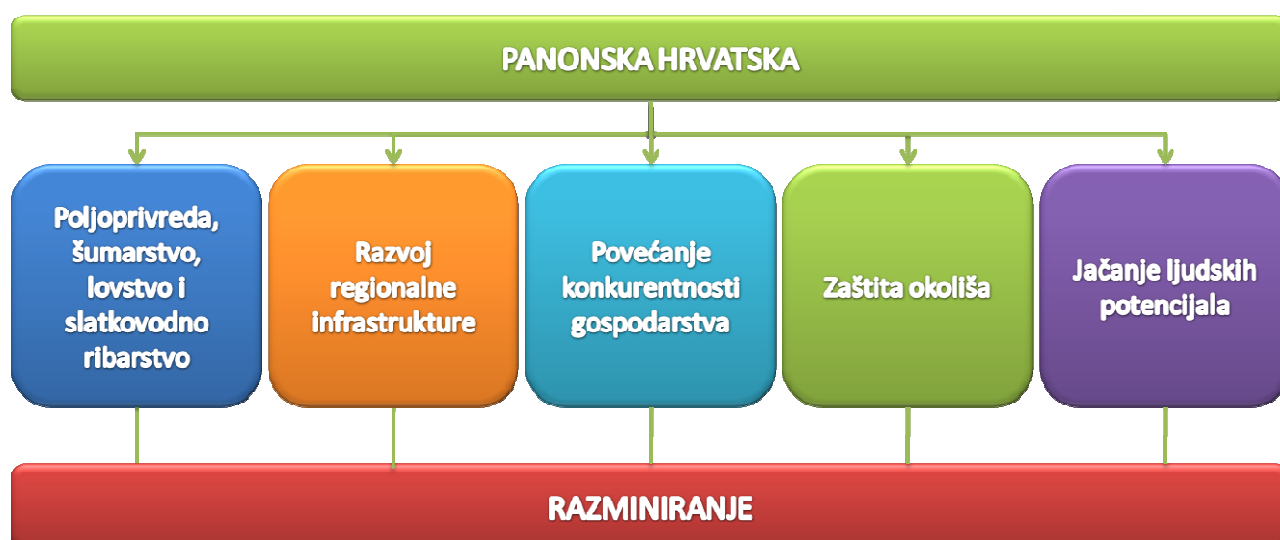 PANONSKA HRVATSKA
Poljoprivreda,
šumarstvo,
lovstvo i
slatkovodno
ribarstvo
Razvoj
regionalne
infrastrukture
Povećanje
konkurentnosti
gospodarstva
Zaštita okoliša
Jačanje ljudskih
potencijala
RAZMINIRANJE